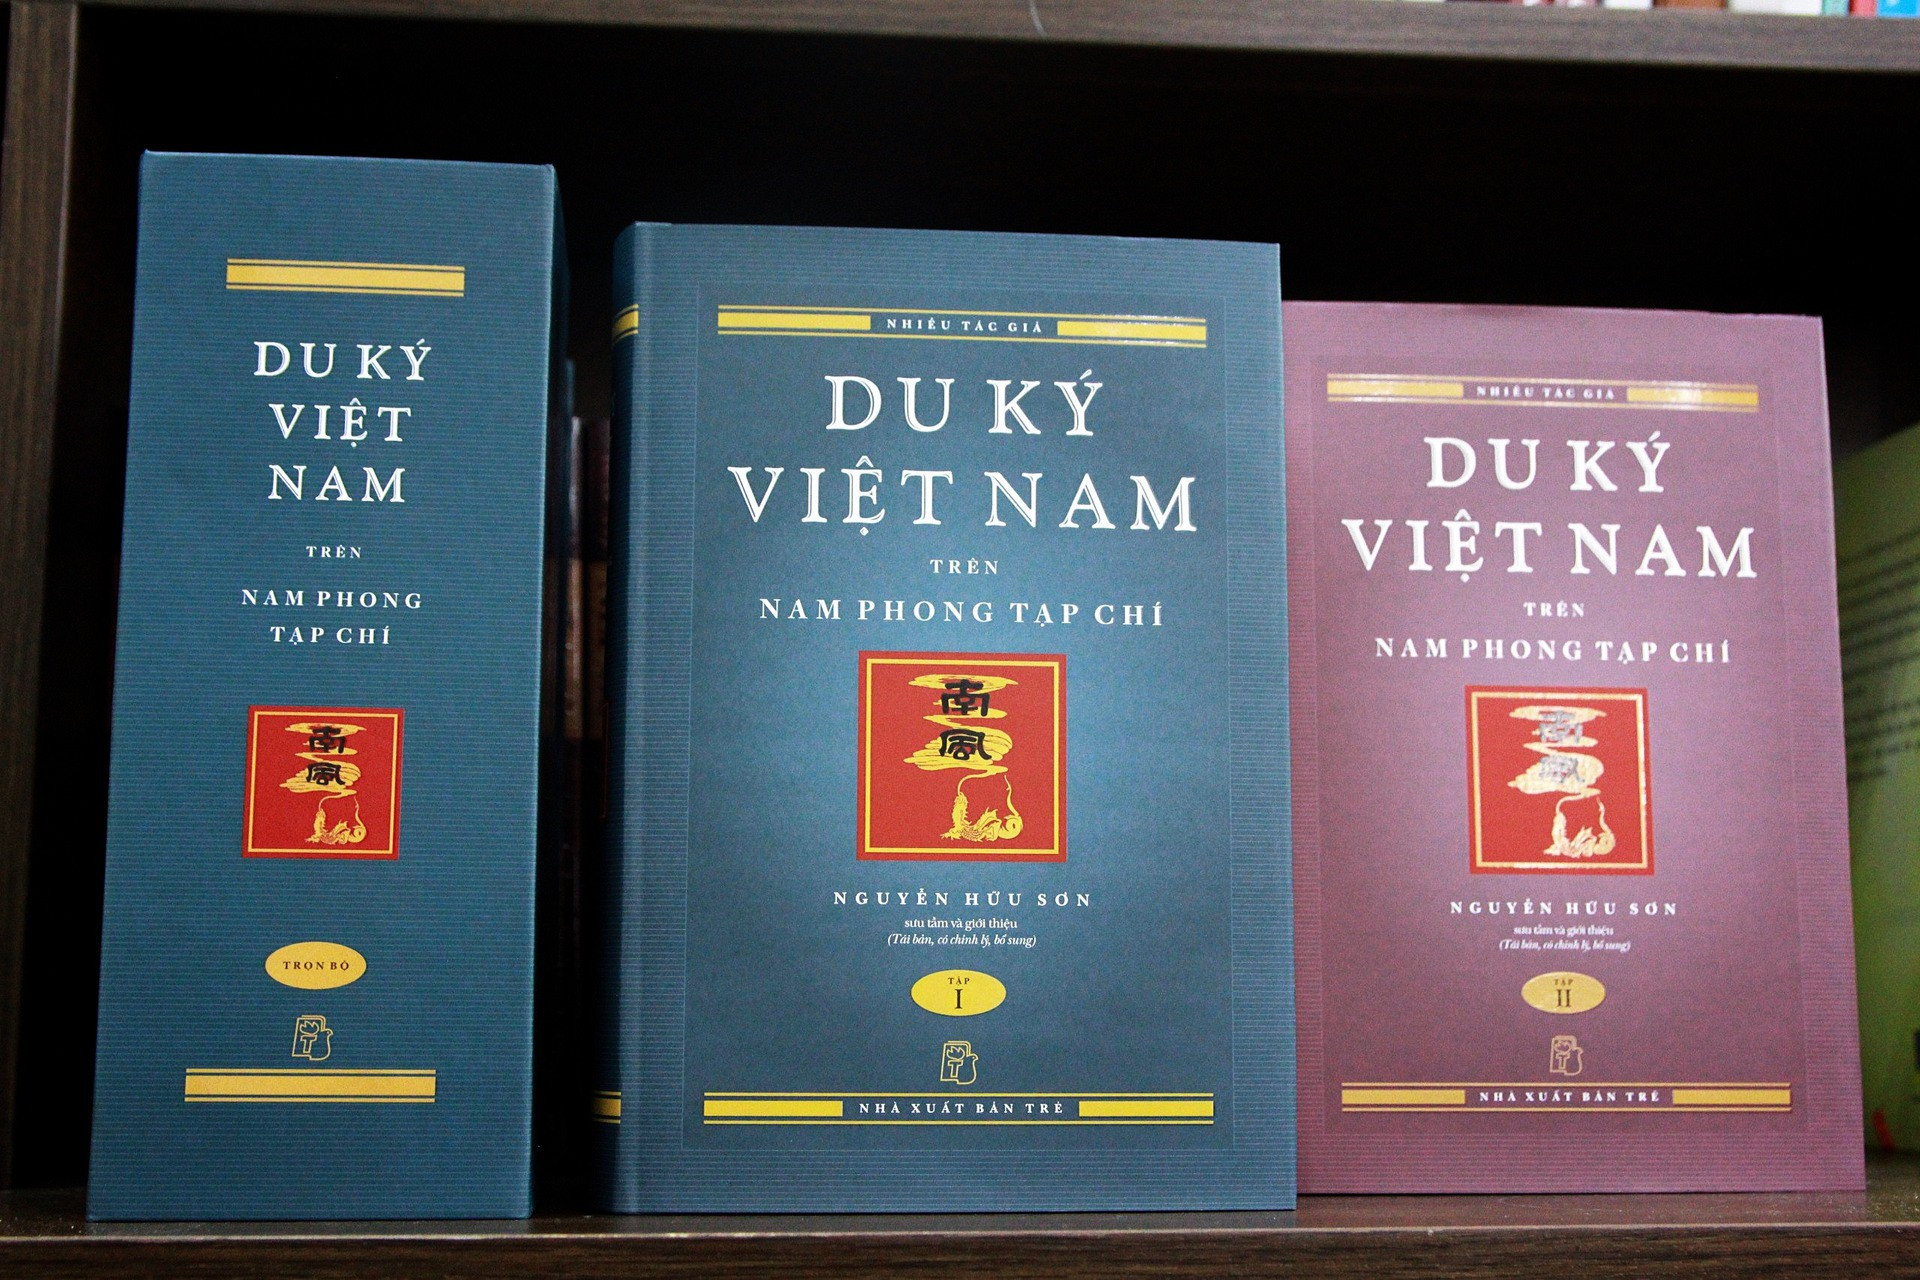 DU KÝ
VIỆT
NAM
TRÊN
NAM PHONG
TẠP CHÍ
南
風
TRỌN BỘ
NHIỀU TÁC GIẢ
DU KÝ
VIỆT NAM
TRÊN
NAM PHONG TẠP CHÍ
南
風
NGUYỄN HỮU SƠN
sưu tầm và giới thiệu
(Tái bản, có chỉnh lý, bổ sung)
TẬP
I
NHÀ XUẤT BẢN TRẺ
NHIỀU TÁC GIẢ
DU KÝ
VIỆT NAM
TRÊN
NAM PHONG TẠP CHÍ
南
風
NGUYỄN HỮU SƠN
sưu tầm và giới thiệu
(Tái bản, có chỉnh lý, bổ sung)
TẬP
II
NHÀ XUẤT BẢN TRẺ